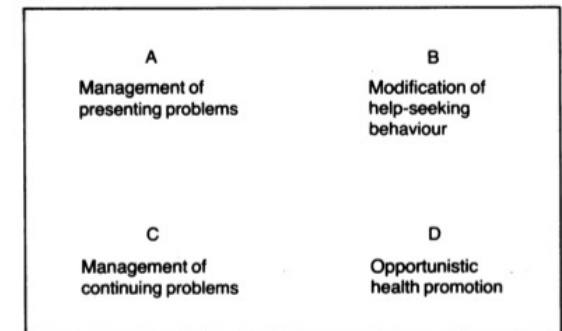 A
Management of
presenting problems
B
Modification of
help-seeking
behaviour
C
Management of
continuing problems
D
Opportunistic
health promotion